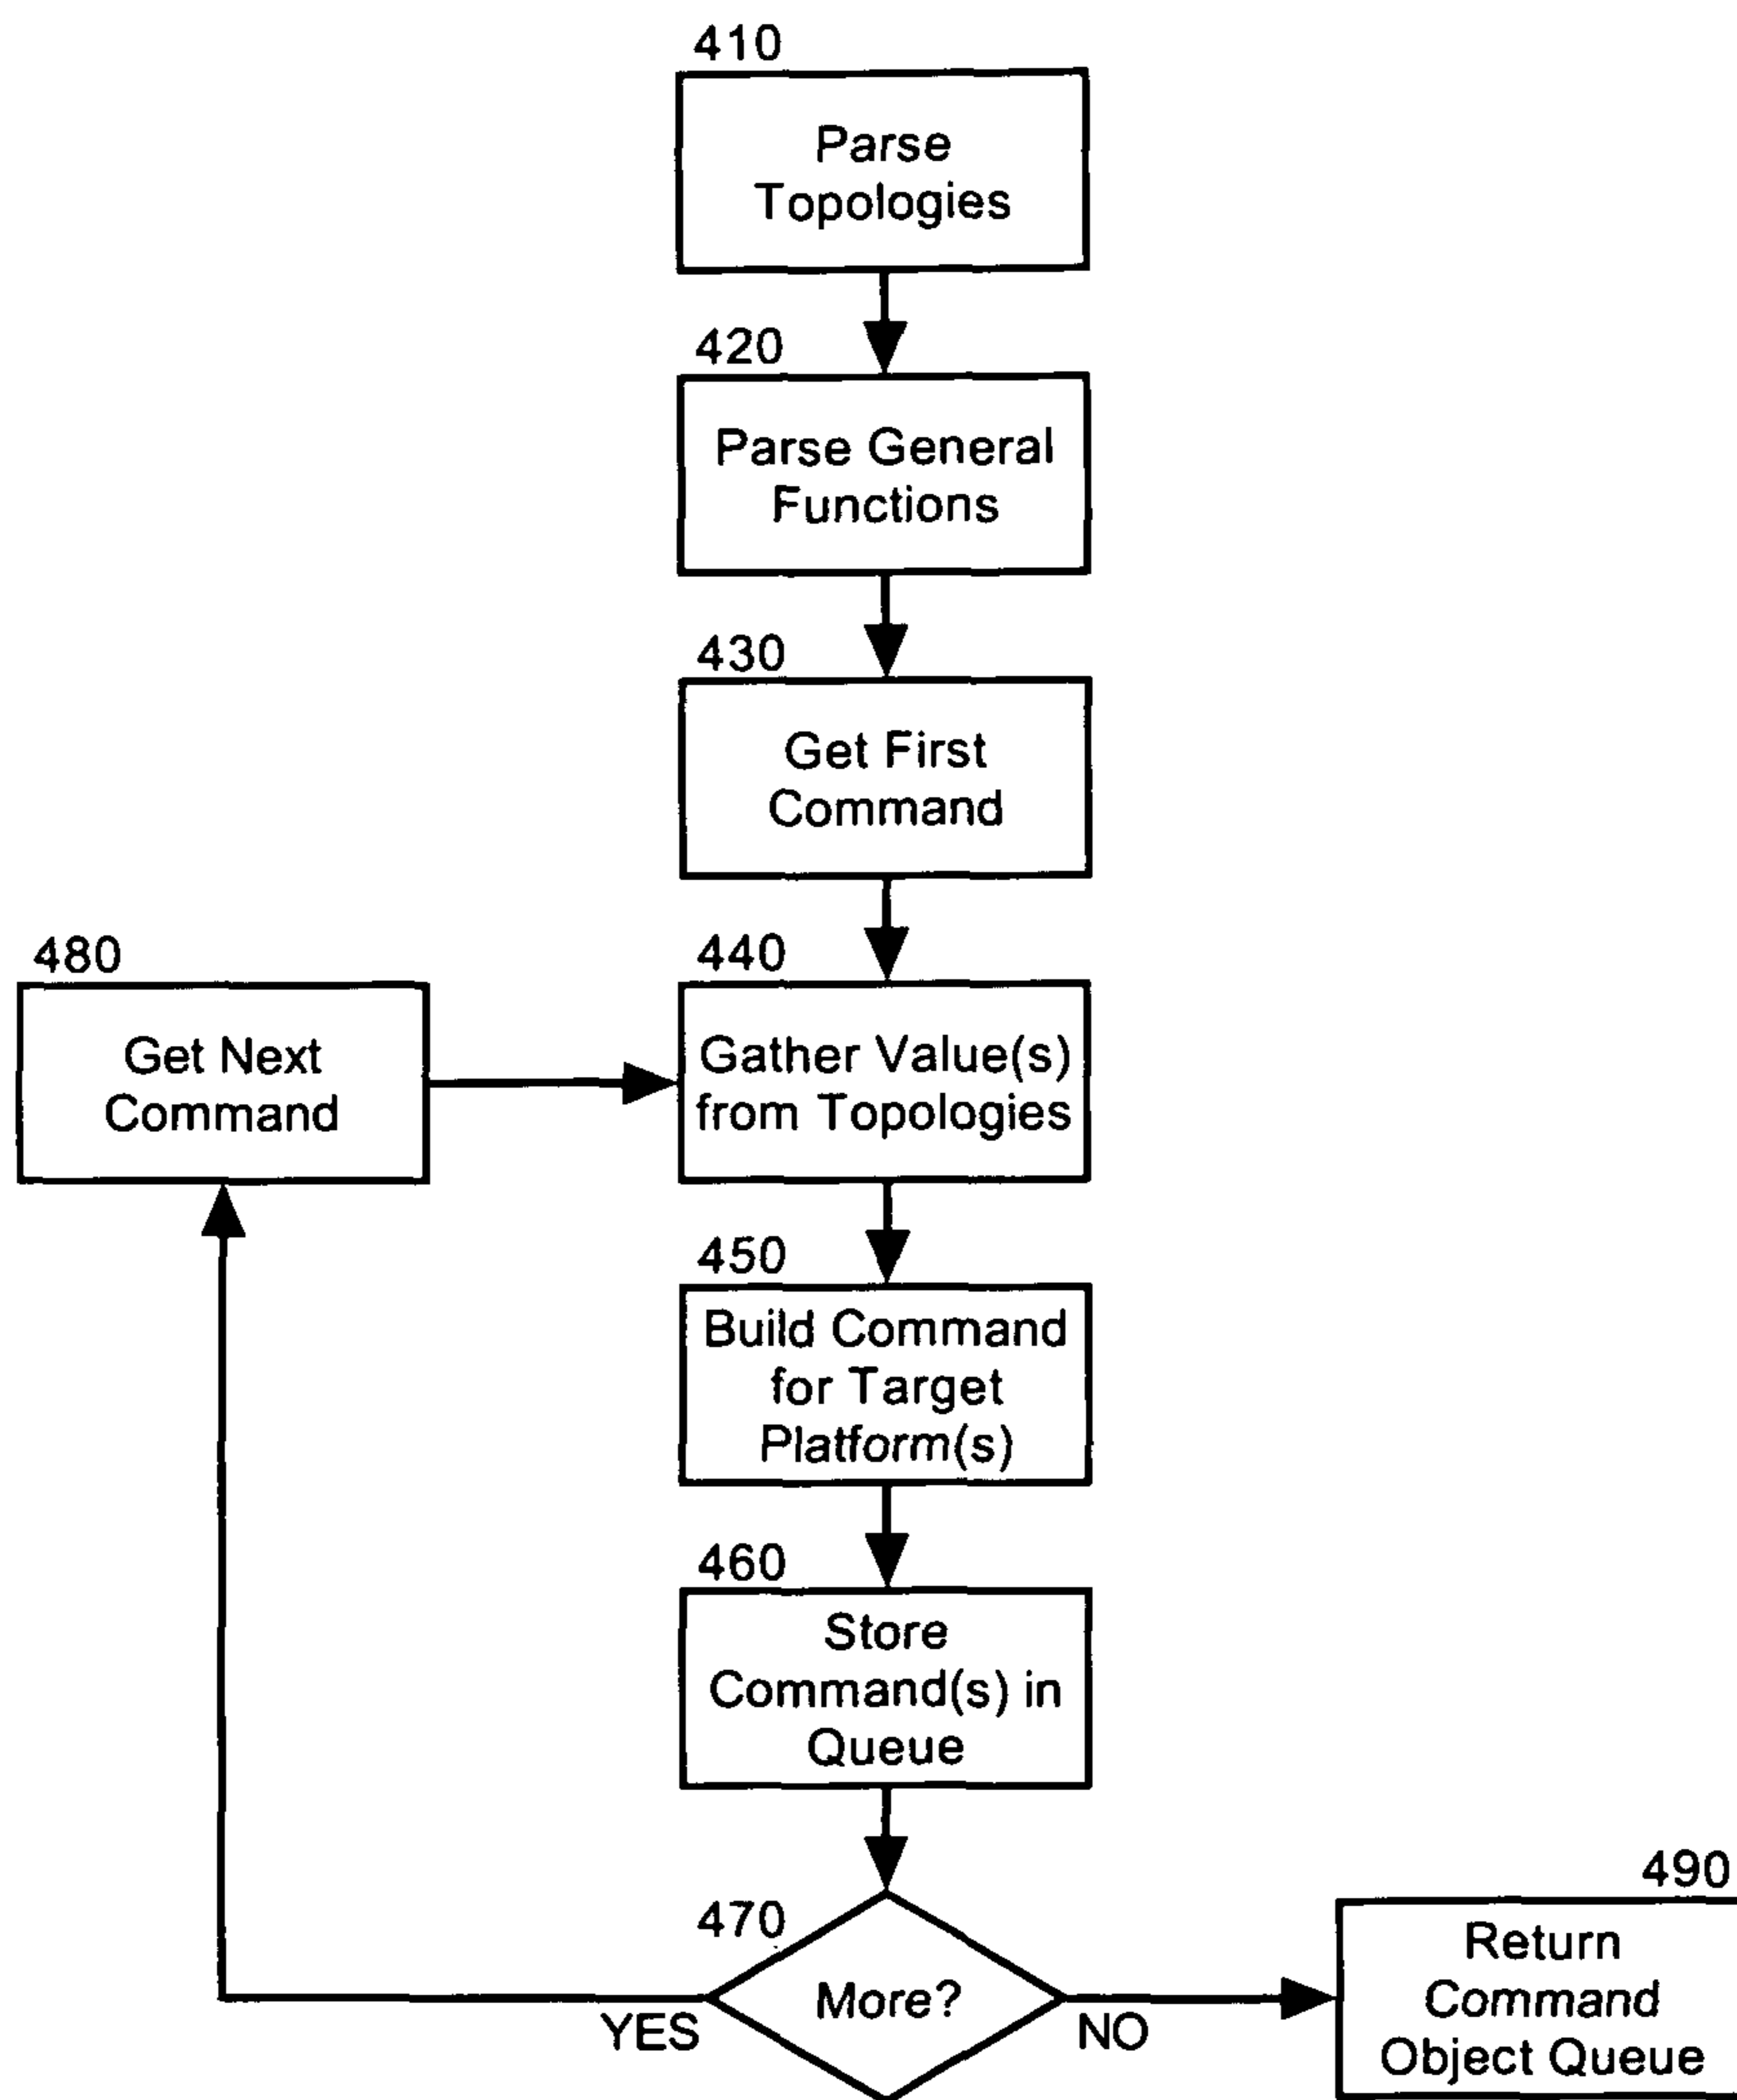 410
Parse
Topologies
420
Parse General
Functions
430
Get First
Command
480
Get Next
Command
440
Gather Value(s)
from Topologies
450
Build Command
for Target
Platform(s)
460
Store
Command(s) in
Queue
470
More?
YES
NO
490
Return
Command
Object Queue